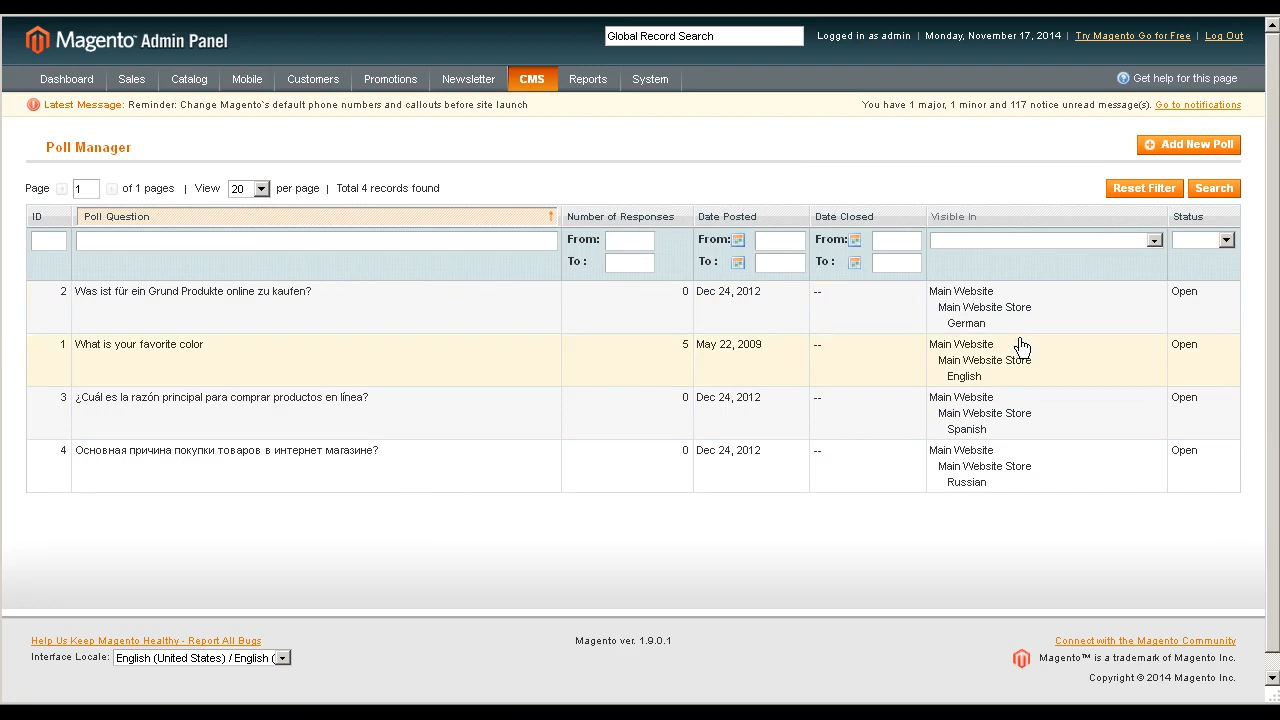 Magento Admin Panel
Global Record Search
Logged in as admin | Monday, November 17, 2014 | Try Magento Go for Free | Log Out
Dashboard Sales Catalog Mobile Customers Promotions Newsletter CMS Reports System
Get help for this page
Latest Message: Reminder: Change Magento`s default phone numbers and callouts before site launch
You have 1 major, 1 minor and 117 notice unread message(s). Go to notifications
Poll Manager
Add New Poll
Page 1 of 1 pages | View 20 per page | Total 4 records found
Reset Filter Search
ID Poll Question Number of Responses Date Posted Date Closed Visible In Status
From: From: From:
To : To : To :
2 Was ist für ein Grund Produkte online zu kaufen? 0 Dec 24, 2012 -- Main Website Open
Main Website Store
German
1 What is your favorite color 5 May 22, 2009 -- Main Website Open
Main Website Store
English
3 ¿Cuál es la razón principal para comprar productos en línea? 0 Dec 24, 2012 -- Main Website Open
Main Website Store
Spanish
4 Основная причина покупки товаров в интернет магазине? 0 Dec 24, 2012 -- Main Website Open
Main Website Store
Russian
Help Us Keep Magento Healthy - Report All Bugs
Magento ver. 1.9.0.1
Connect with the Magento Community
Interface Locale: English (United States) / English (
Magento™ is a trademark of Magento Inc.
Copyright © 2014 Magento Inc.